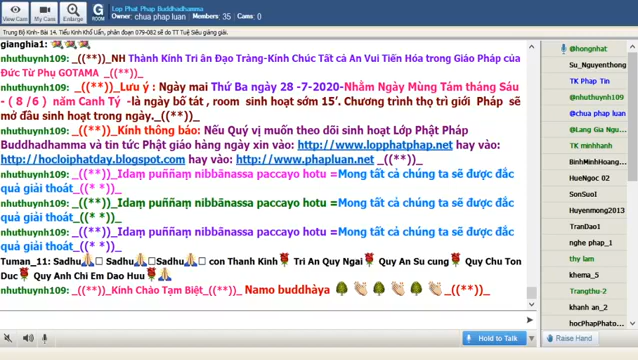 View Cam
My Cam
Enlarge
G
ROOM
Lop Phat Phap Buddhadhamma
Owner: chua phap luan / Members: 35 / Cams: 0
Trung Bộ Kinh- Bài 14. Tiểu Kinh Khổ Uẩn, phân đoạn 079-082 sẽ do TT Tuệ Siêu giảng giải.
gianghia1:
nhuthuynh109: _((**)_NH Thành Kính Tri ân Đạo Tràng-Kính Chúc Tất cả An Vui Tiến Hóa trong Giáo Pháp của
Đức Từ Phụ GOTAMA _((**)_
nhuthuynh109: _((**)_Lưu ý : Ngày mai Thứ Ba ngày 28 -7-2020-Nhằm Ngày Mùng Tám tháng Sáu
- ( 8 /6 ) năm Canh Tý -là ngày bố tát , room sinh hoạt sớm 15'. Chương trình thọ trì giới Pháp sẽ
mở đầu sinh hoạt trong ngày._((**)_
nhuthuynh109: _((**)_Kính thông báo: Nếu Quý vị muốn theo dõi sinh hoạt Lớp Phật Pháp
Buddhadhamma và tin tức Phật giáo hàng ngày xin vào: http://www.lopphatphap.net hay vào:
http://hocloiphatday.blogspot.com hay vào: http://www.phapluan.net _((**)_
nhuthuynh109: _((**)_Idaṃ puññaṃ nibbānassa paccayo hotu =Mong tất cả chúng ta sẽ được đắc
quả giải thoát_((* *))_
nhuthuynh109: _((**)_Idaṃ puññaṃ nibbānassa paccayo hotu =Mong tất cả chúng ta sẽ được đắc
quả giải thoát_((* *))_
nhuthuynh109: _((**)_Idaṃ puññaṃ nibbānassa paccayo hotu =Mong tất cả chúng ta sẽ được đắc
quả giải thoát_((* *))_
Tuman_11: Sadhu🙏 Sadhu🙏Sadhu🙏 con Thanh Kinh🌹 Tri An Quy Ngai🌹 Quy An Su cung🌹 Quy Chu Ton
Duc🌹 Quy Anh Chi Em Dao Huu🌹🙏
nhuthuynh109: _((**)_Kính Chào Tạm Biệt_((**)_ Namo buddhàya 🌳 👏 🌳 👏 🌳 👏 🌳 _((**)_
@hongnhat
Su_Nguyenthong
TK Phap Tin
@nhuthuynh109
@chua phap luan
@Lang Gia Ngu...
TK minhhanh
BinhMinhHoang...
HueNgoc 02
SonSuoI
Huyenmong2013
TranDao1
nghe phap_1
thy lam
khema_5
Trangthu-2
khanh an_2
hocPhapPhato...
Hold to Talk
Raise Hand